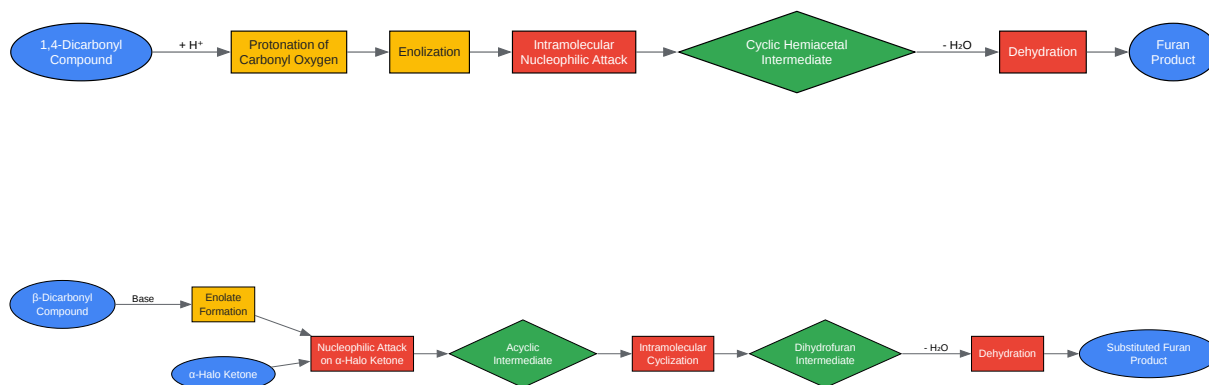 1,4-Dicarbonyl
Compound
+ H⁺
Protonation of
Carbonyl Oxygen
Enolization
Intramolecular
Nucleophilic Attack
Cyclic Hemiacetal
Intermediate
- H₂O
Dehydration
Furan
Product
β-Dicarbonyl
Compound
Base
Enolate
Formation
α-Halo Ketone
Nucleophilic Attack
on α-Halo Ketone
Acyclic
Intermediate
Intramolecular
Cyclization
Dihydrofuran
Intermediate
- H₂O
Dehydration
Substituted Furan
Product